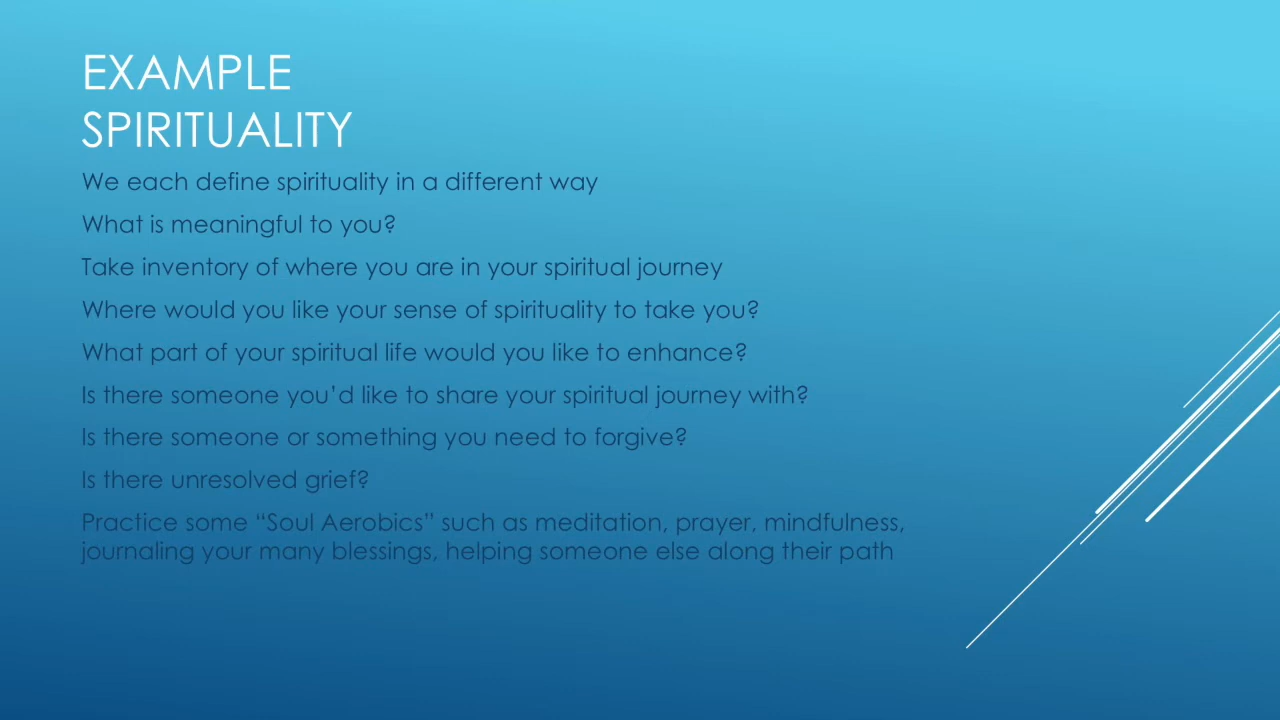 EXAMPLE
SPIRITUALITY
We each define spirituality in a different way
What is meaningful to you?
Take inventory of where you are in your spiritual journey
Where would you like your sense of spirituality to take you?
What part of your spiritual life would you like to enhance?
Is there someone you’d like to share your spiritual journey with?
Is there someone or something you need to forgive?
Is there unresolved grief?
Practice some “Soul Aerobics” such as meditation, prayer, mindfulness,
journaling your many blessings, helping someone else along their path